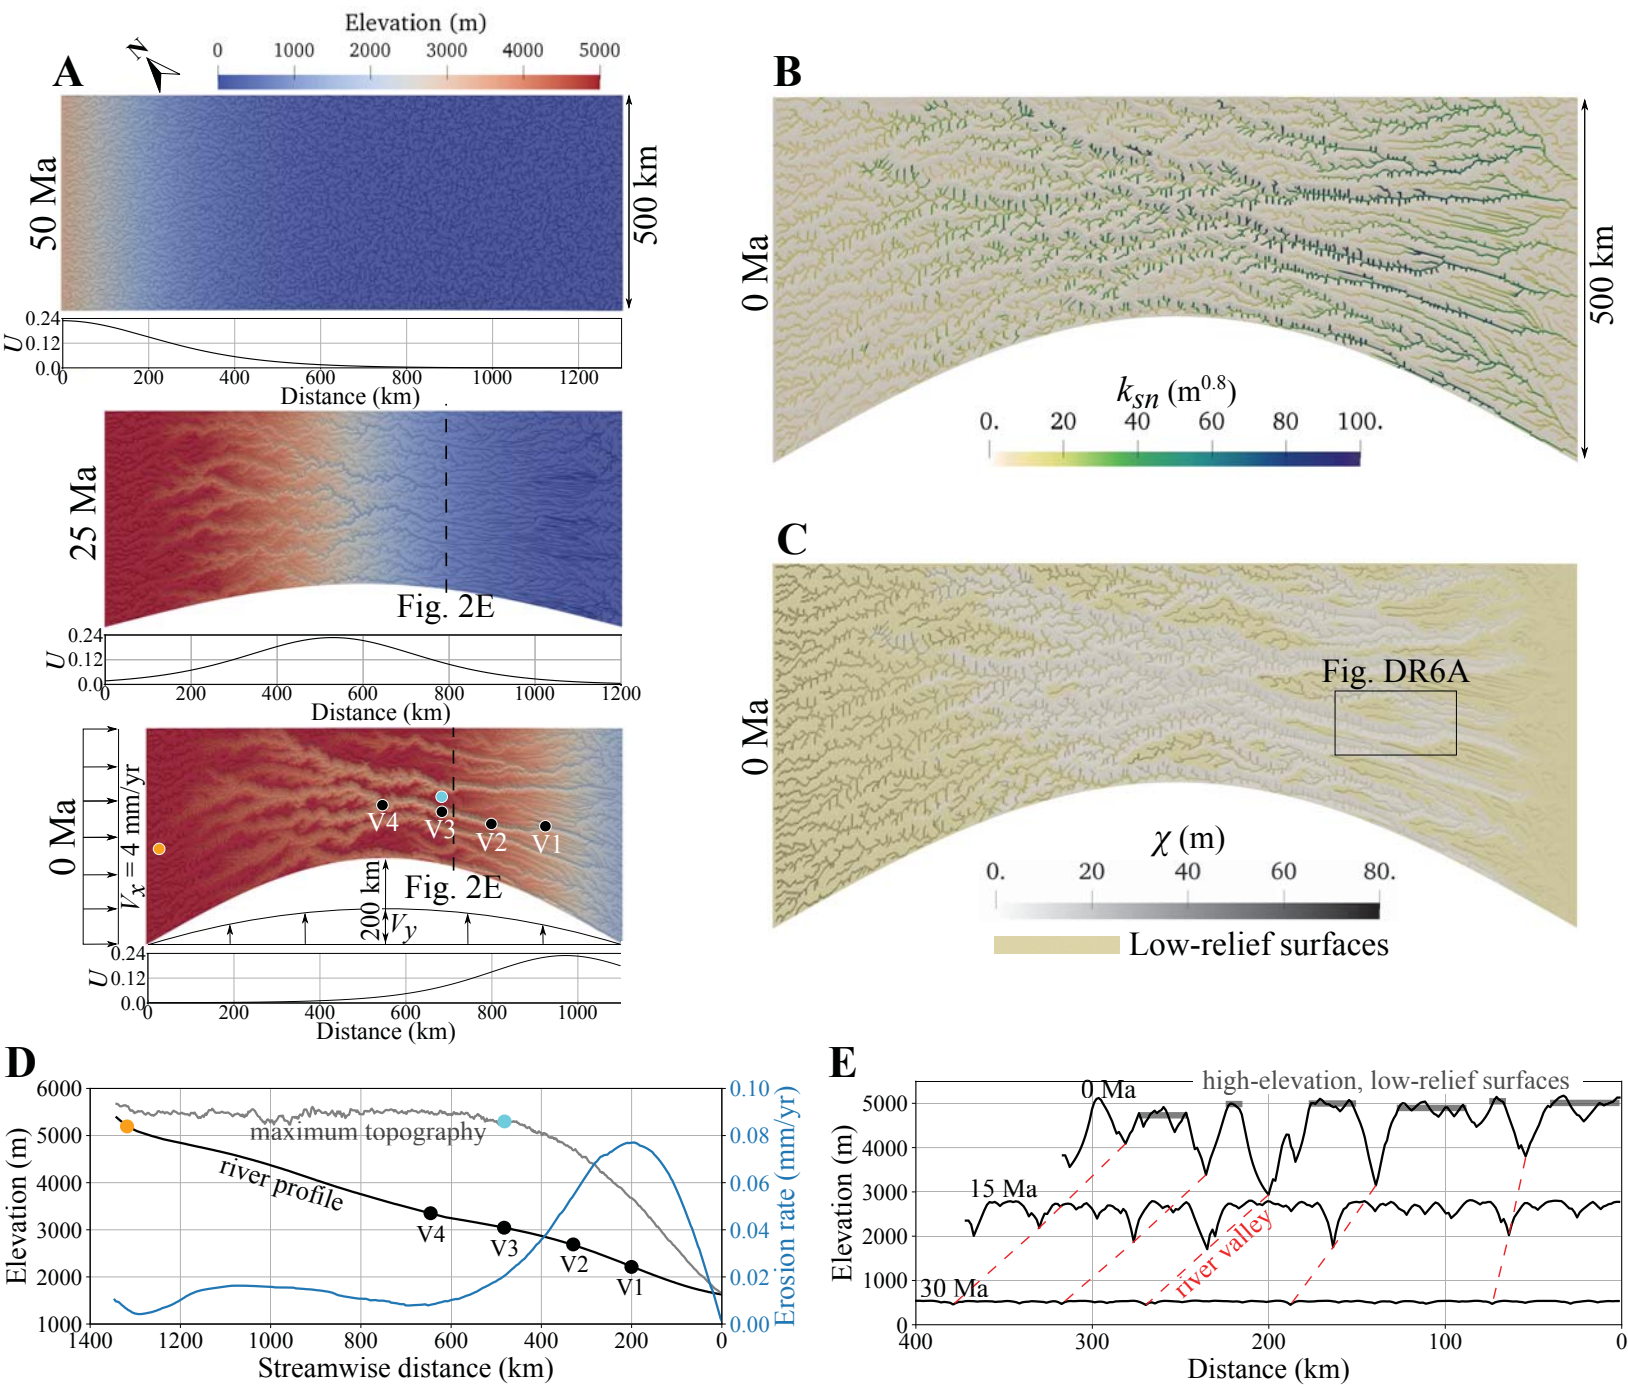 A
N
Elevation (m)
0 1000 2000 3000 4000 5000
50 Ma
500 km
U
0.24
0.12
0.0
0 200 400 600 800 1000 1200
Distance (km)
25 Ma
Fig. 2E
U
0.24
0.12
0.0
0 200 400 600 800 1000 1200
Distance (km)
0 Ma
Vx = 4 mm/yr
V4 V3 V2 V1
Fig. 2E
200 km
Vy
U
0.24
0.12
0.0
0 200 400 600 800 1000
Distance (km)
B
0 Ma
500 km
ksn (m0.8)
0. 20 40 60 80 100.
C
0 Ma
Fig. DR6A
χ (m)
0. 20 40 60 80.
Low-relief surfaces
D
6000
5000
4000
3000
2000
1000
Elevation (m)
maximum topography
river profile
V4
V3
V2
V1
0.10
0.08
0.06
0.04
0.02
0.00
Erosion rate (mm/yr)
1400 1200 1000 800 600 400 200 0
Streamwise distance (km)
E
0 Ma
high-elevation, low-relief surfaces
15 Ma
river valley
30 Ma
5000
4000
3000
2000
1000
0
Elevation (m)
400 300 200 100 0
Distance (km)